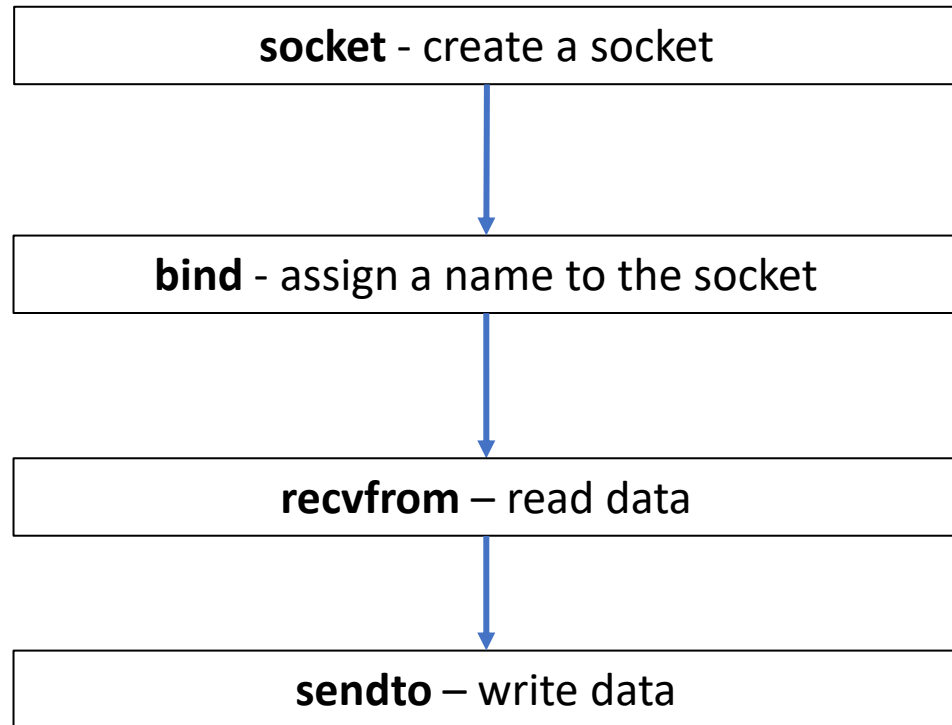 socket - create a socket
bind - assign a name to the socket
recvfrom – read data
sendto – write data